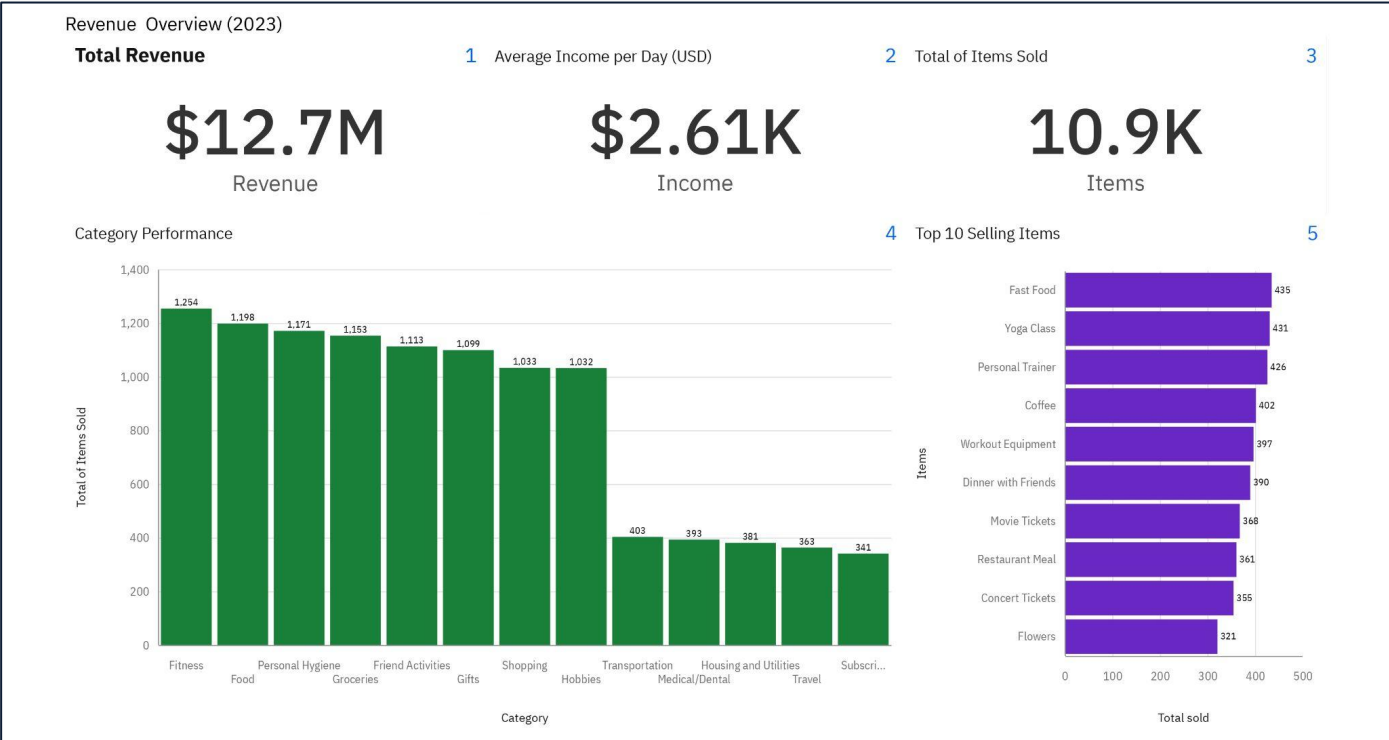 Revenue Overview (2023)
Total Revenue 1
Average Income per Day (USD) 2
Total of Items Sold 3
$12.7M
Revenue
$2.61K
Income
10.9K
Items
Category Performance 4
Total of Items Sold
1,400
1,200
1,000
800
600
400
200
0
1,254
1,198
1,171
1,153
1,113
1,099
1,033
1,032
403
393
381
363
341
Fitness
Food
Personal Hygiene
Groceries
Friend Activities
Gifts
Shopping
Hobbies
Transportation
Medical/Dental
Housing and Utilities
Travel
Subscri...
Category
Top 10 Selling Items 5
Items
Fast Food 435
Yoga Class 431
Personal Trainer 426
Coffee 402
Workout Equipment 397
Dinner with Friends 390
Movie Tickets 368
Restaurant Meal 361
Concert Tickets 355
Flowers 321
0 100 200 300 400 500
Total sold